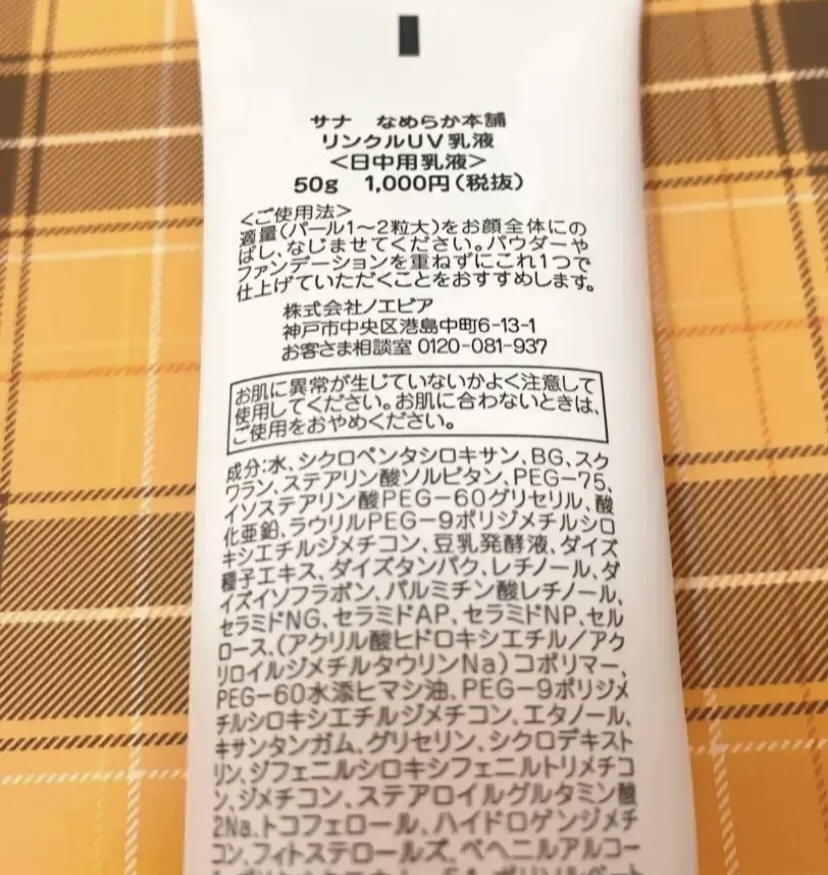 サナ なめらか本舗
リンクルUV乳液
<日中用乳液>
50g 1,000円(税抜)
<ご使用法>
適量(パール1~2粒大)をお顔全体にの
ばし、なじませてください。パウダーや
ファンデーションを重ねずにこれ1つで
仕上げていただくことをおすすめします。
株式会社ノエビア
神戸市中央区港島中町6-13-1
お客さま相談室 0120-081-937
お肌に異常が生じていないかよく注意して
使用してください。お肌に合わないときは、
ご使用をおやめください。
成分:水、シクロペンタシロキサン、BG、スク
ワラン、ステアリン酸ソルビタン、PEG-75、
イソステアリン酸PEG-60グリセリル、酸
化亜鉛、ラウリルPEG-9ポリジメチルシロ
キシエチルジメチコン、豆乳発酵液、ダイズ
種子エキス、ダイズタンパク、レチノール、ダ
イズイソフラボン、パルミチン酸レチノール、
セラミドNG、セラミドAP、セラミドNP、セル
ロース、(アクリル酸ヒドロキシエチル/アク
リロイルジメチルタウリンNa)コポリマー、
PEG-60水添ヒマシ油、PEG-9ポリジメ
チルシロキシエチルジメチコン、エタノール、
キサンタンガム、グリセリン、シクロデキスト
リン、ジフェニルシロキシフェニルトリメチコ
ン、ジメチコン、ステアロイルグルタミン酸
2Na、トコフェロール、ハイドロゲンジメチ
コン、フィトステロールズ、ベヘニルアルコー